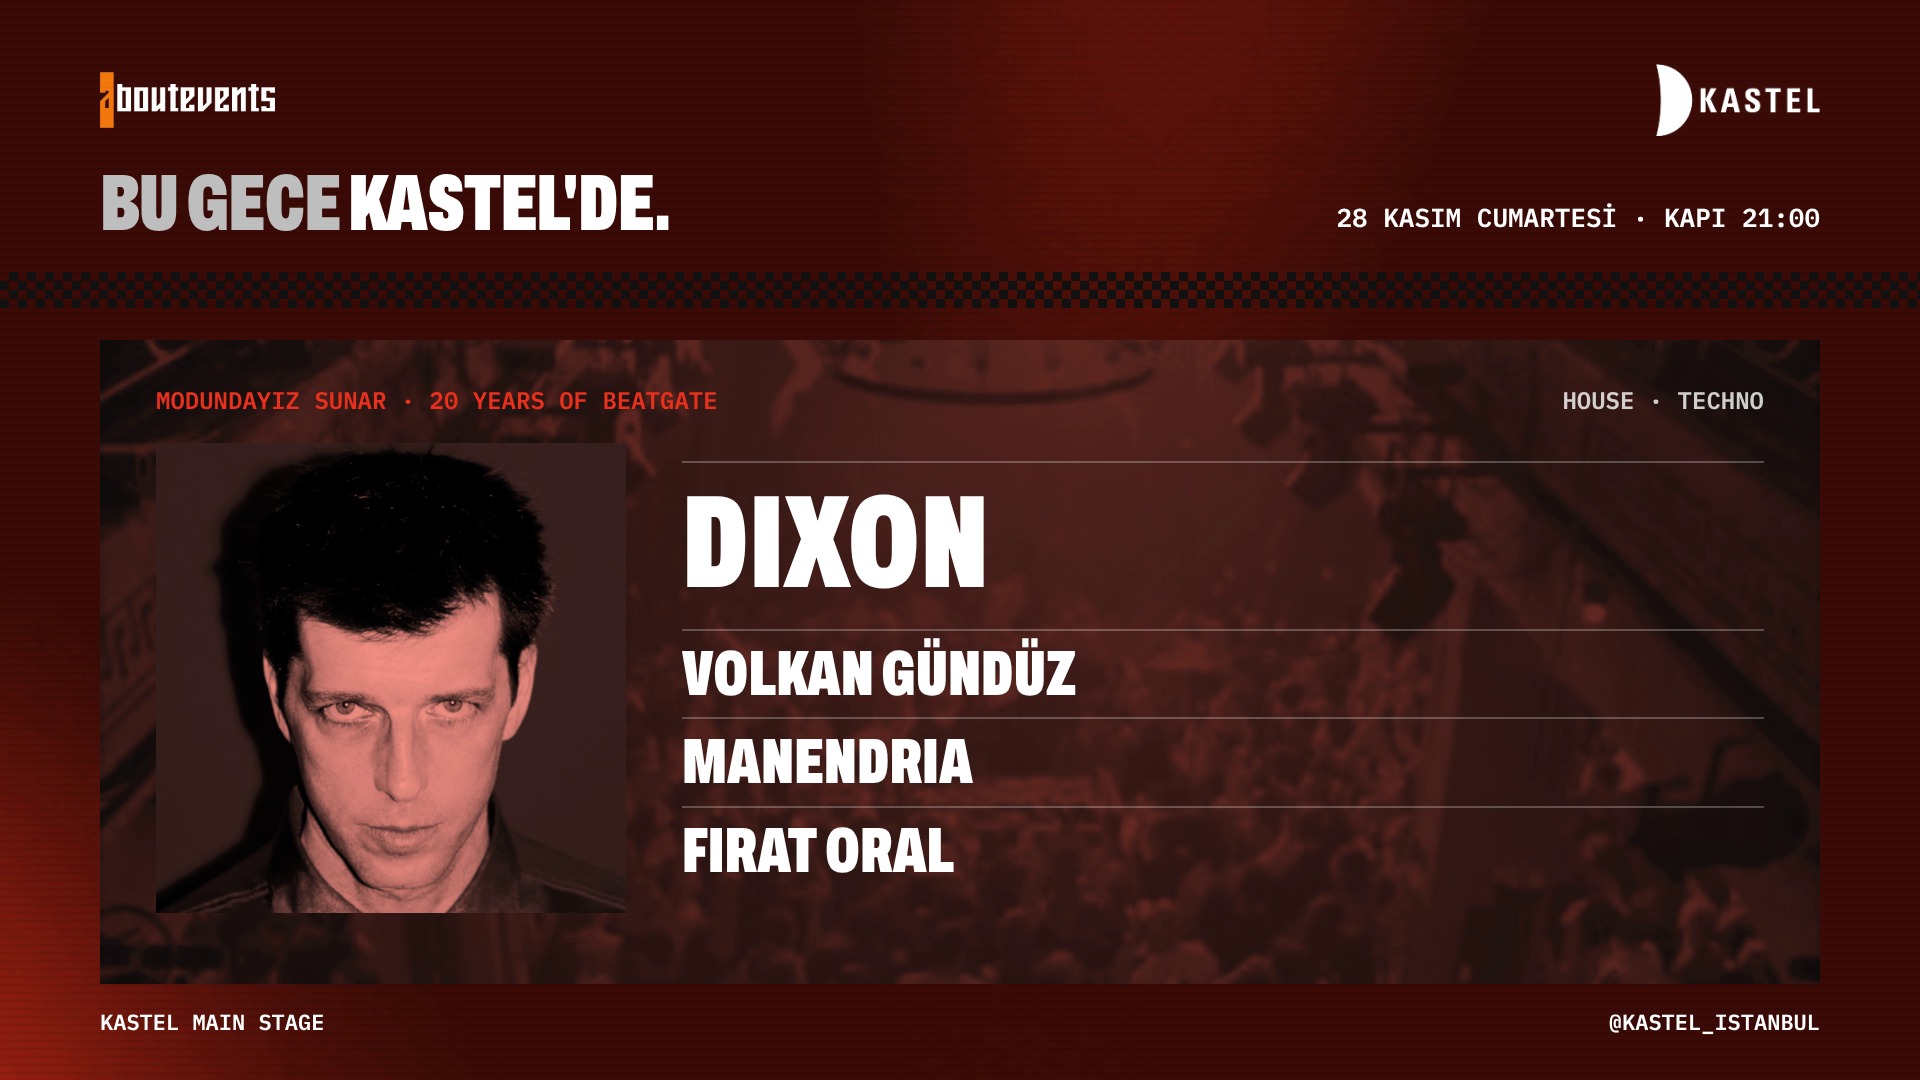 aboutevents
KASTEL
BU GECE KASTEL'DE.
28 KASIM CUMARTESİ · KAPI 21:00
MODUNDAYIZ SUNAR · 20 YEARS OF BEATGATE
HOUSE · TECHNO
DIXON
VOLKAN GÜNDÜZ
MANENDRIA
FIRAT ORAL
KASTEL MAIN STAGE
@KASTEL_ISTANBUL